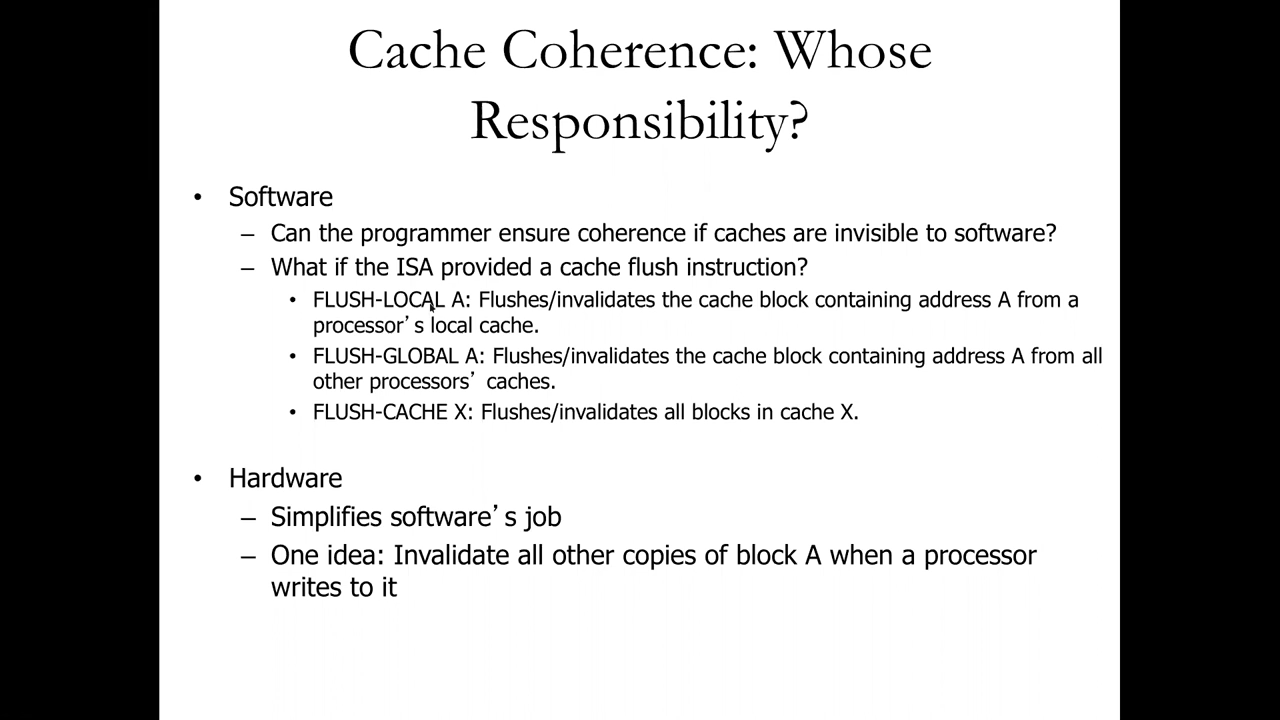 Cache Coherence: Whose
Responsibility?
• Software
– Can the programmer ensure coherence if caches are invisible to software?
– What if the ISA provided a cache flush instruction?
• FLUSH-LOCAL A: Flushes/invalidates the cache block containing address A from a
processor’s local cache.
• FLUSH-GLOBAL A: Flushes/invalidates the cache block containing address A from all
other processors’ caches.
• FLUSH-CACHE X: Flushes/invalidates all blocks in cache X.
• Hardware
– Simplifies software’s job
– One idea: Invalidate all other copies of block A when a processor
writes to it